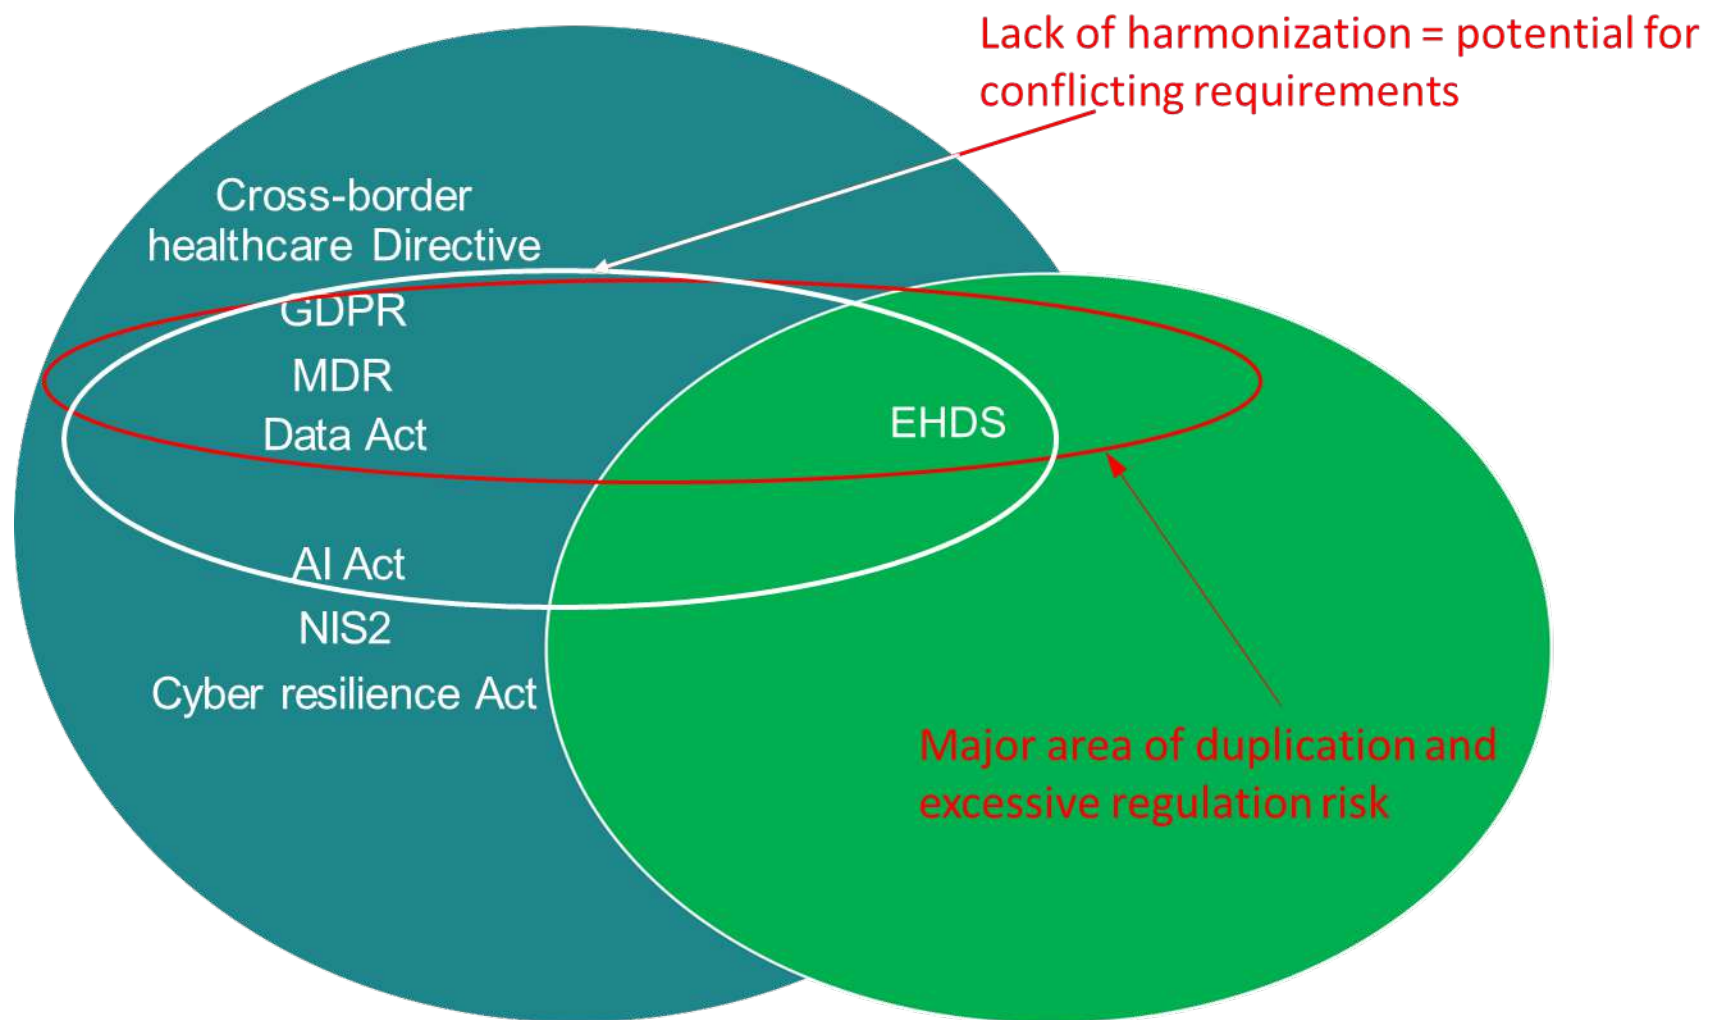 Lack of harmonization = potential for
conflicting requirements
Cross-border
healthcare Directive
GDPR
MDR
Data Act
EHDS
AI Act
NIS2
Cyber resilience Act
Major area of duplication and
excessive regulation risk